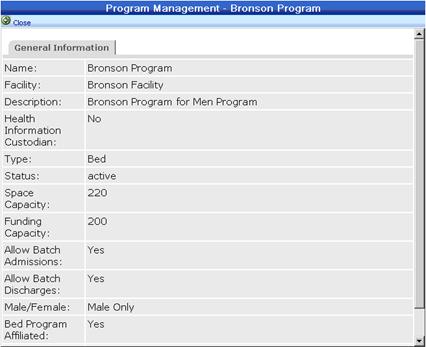 Program Management - Bronson Program
Close
General Information
Name: Bronson Program
Facility: Bronson Facility
Description: Bronson Program for Men Program
Health No
Information
Custodian:
Type: Bed
Status: active
Space 220
Capacity:
Funding 200
Capacity:
Allow Batch Yes
Admissions:
Allow Batch Yes
Discharges:
Male/Female: Male Only
Bed Program Yes
Affiliated: